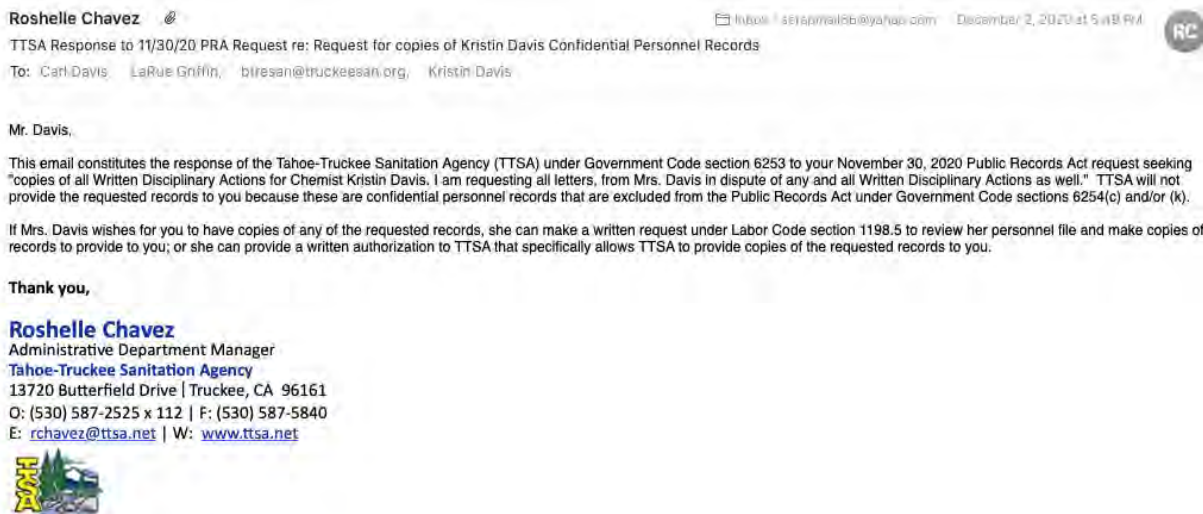 Roshelle Chavez
December 2, 2020 at 5:49 PM
RC
TTSA Response to 11/30/20 PRA Request re: Request for copies of Kristin Davis Confidential Personnel Records
To: Carl Davis LaRue Griffin, btresan@truckeesan.org, Kristin Davis
Mr. Davis,
This email constitutes the response of the Tahoe-Truckee Sanitation Agency (TTSA) under Government Code section 6253 to your November 30, 2020 Public Records Act request seeking
"copies of all Written Disciplinary Actions for Chemist Kristin Davis. I am requesting all letters, from Mrs. Davis in dispute of any and all Written Disciplinary Actions as well." TTSA will not
provide the requested records to you because these are confidential personnel records that are excluded from the Public Records Act under Government Code sections 6254(c) and/or (k).
If Mrs. Davis wishes for you to have copies of any of the requested records, she can make a written request under Labor Code section 1198.5 to review her personnel file and make copies of
records to provide to you; or she can provide a written authorization to TTSA that specifically allows TTSA to provide copies of the requested records to you.
Thank you,
Roshelle Chavez
Administrative Department Manager
Tahoe-Truckee Sanitation Agency
13720 Butterfield Drive | Truckee, CA 96161
O: (530) 587-2525 x 112 | F: (530) 587-5840
E: rchavez@ttsa.net | W: www.ttsa.net
TTSA